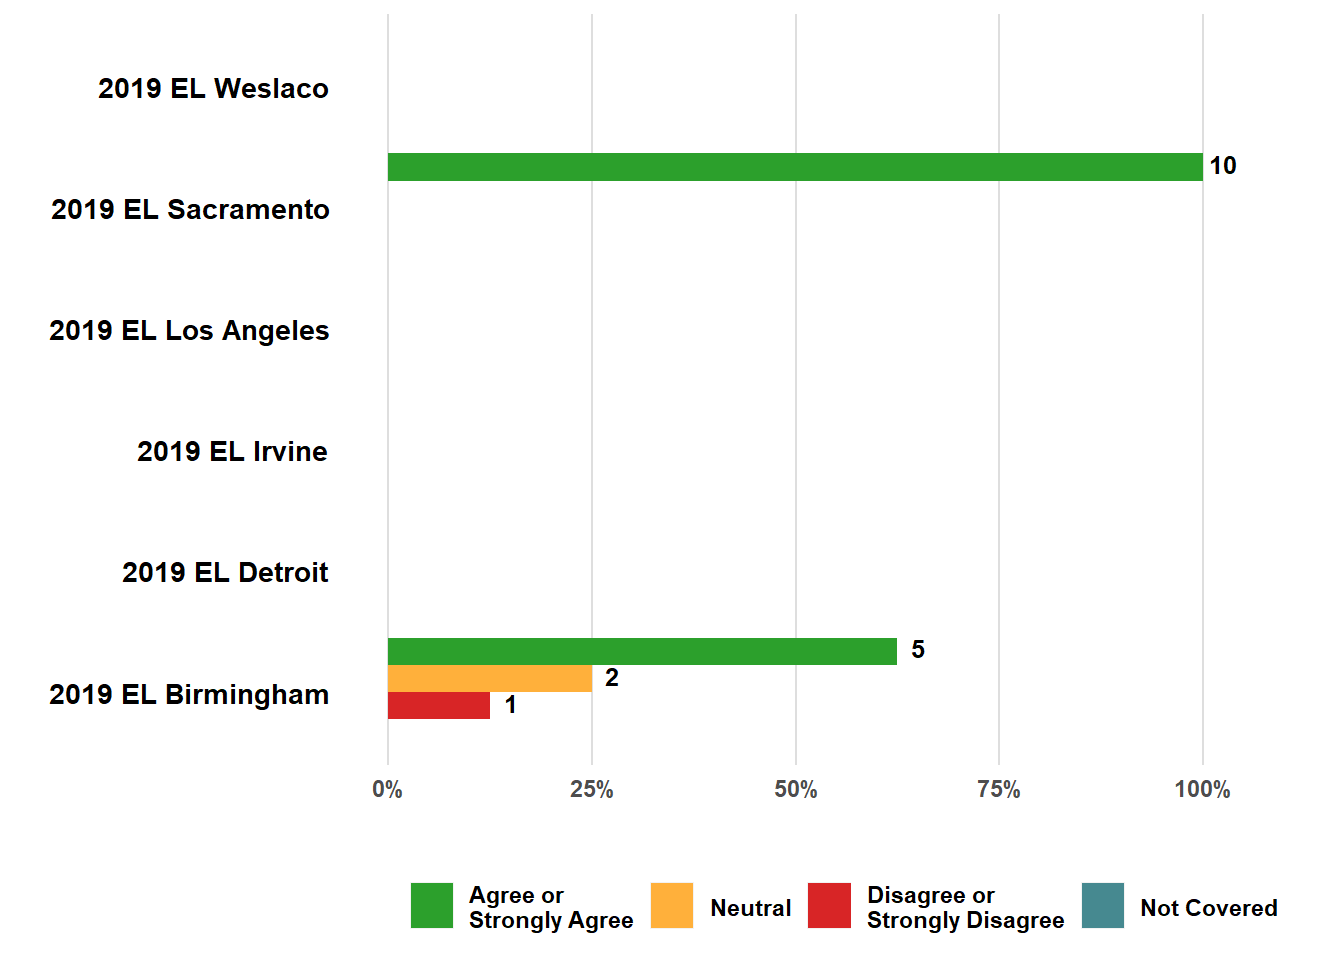 2019 EL Weslaco
10
2019 EL Sacramento
2019 EL Los Angeles
2019 EL Irvine
2019 EL Detroit
5
2
2019 EL Birmingham
1
0%
25%
50%
75%
100%
Agree or
Strongly Agree
Neutral
Disagree or
Strongly Disagree
Not Covered